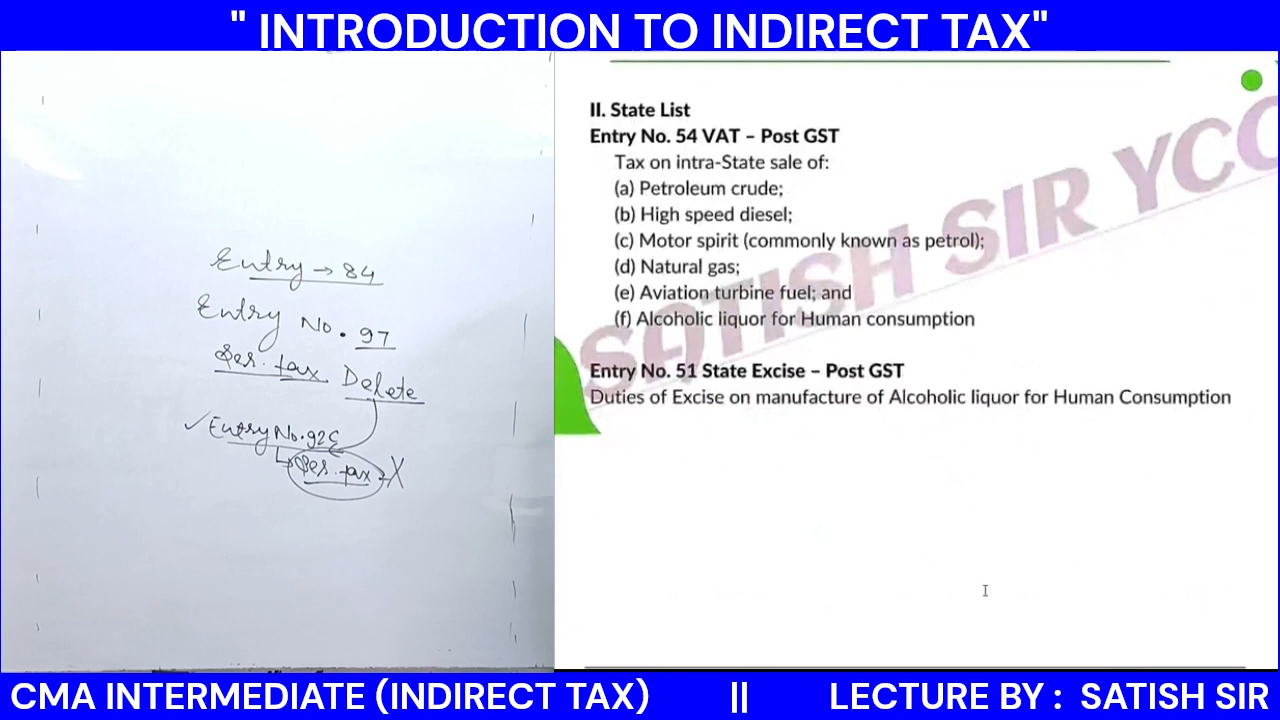 " INTRODUCTION TO INDIRECT TAX"
Entry → 84
Entry No. 97
Ser. tax Delete
✓ Entry No. 92C
↳ Ser. tax X
II. State List
Entry No. 54 VAT – Post GST
Tax on intra-State sale of:
(a) Petroleum crude;
(b) High speed diesel;
(c) Motor spirit (commonly known as petrol);
(d) Natural gas;
(e) Aviation turbine fuel; and
(f) Alcoholic liquor for Human consumption
Entry No. 51 State Excise – Post GST
Duties of Excise on manufacture of Alcoholic liquor for Human Consumption
SATISH SIR YCC
CMA INTERMEDIATE (INDIRECT TAX) || LECTURE BY : SATISH SIR